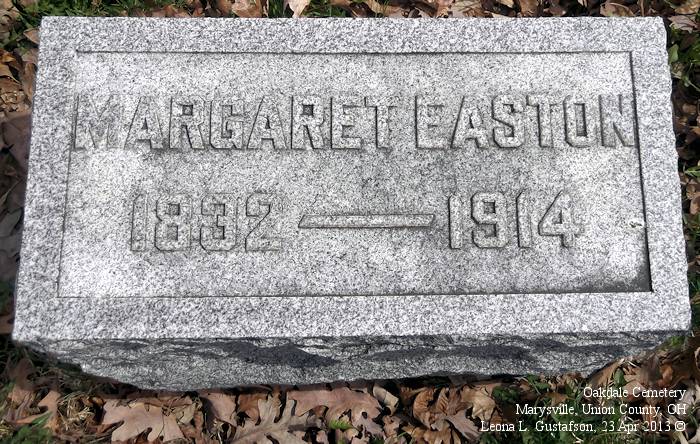 MARGARET EASTON
1832 — 1914
Oakdale Cemetery
Marysville, Union County, OH
Leona L. Gustafson, 23 Apr 2013 ©